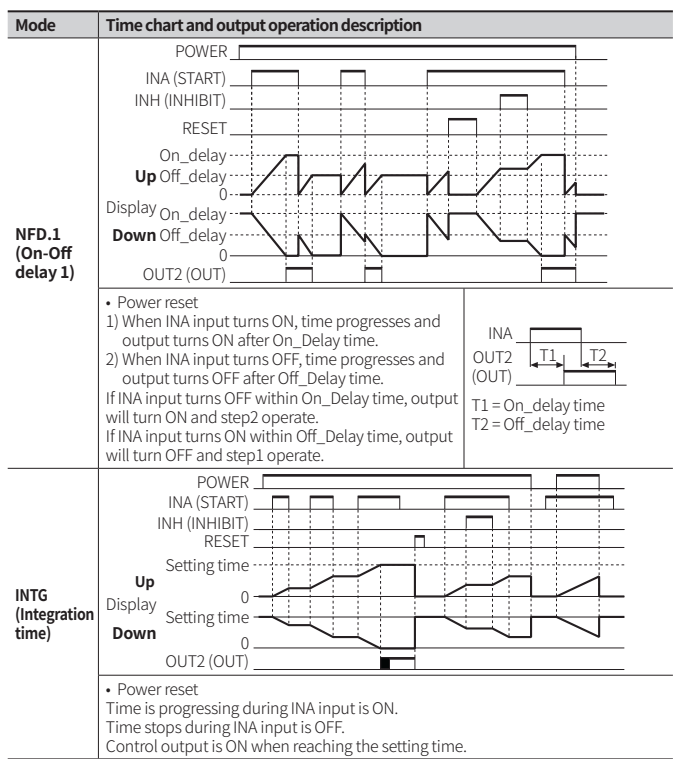 Mode
Time chart and output operation description
NFD.1
(On-Off
delay 1)
POWER
INA (START)
INH (INHIBIT)
RESET
On_delay
Up Off_delay
0
Display On_delay
Down Off_delay
0
OUT2 (OUT)
• Power reset
1) When INA input turns ON, time progresses and
output turns ON after On_Delay time.
2) When INA input turns OFF, time progresses and
output turns OFF after Off_Delay time.
If INA input turns OFF within On_Delay time, output
will turn ON and step2 operate.
If INA input turns ON within Off_Delay time, output
will turn OFF and step1 operate.
INA
OUT2
(OUT)
T1
T2
T1 = On_delay time
T2 = Off_delay time
INTG
(Integration
time)
POWER
INA (START)
INH (INHIBIT)
RESET
Setting time
Up
0
Display
Setting time
Down
0
OUT2 (OUT)
• Power reset
Time is progressing during INA input is ON.
Time stops during INA input is OFF.
Control output is ON when reaching the setting time.